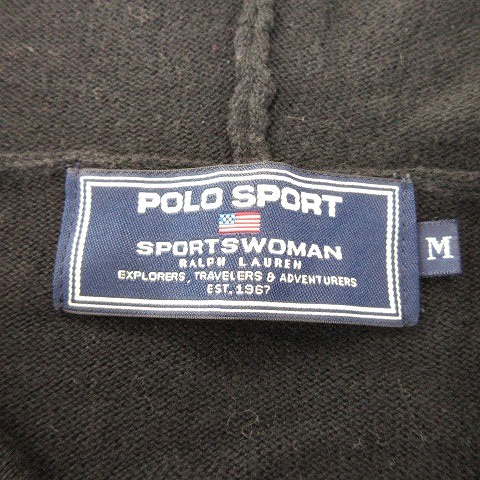 POLO SPORT
SPORTSWOMAN
RALPH LAUREN
EXPLORERS, TRAVELERS & ADVENTURERS
EST. 1967
M